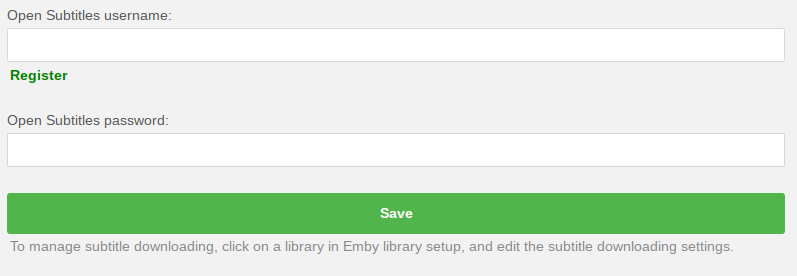 Open Subtitles username:
Register
Open Subtitles password:
Save
To manage subtitle downloading, click on a library in Emby library setup, and edit the subtitle downloading settings.